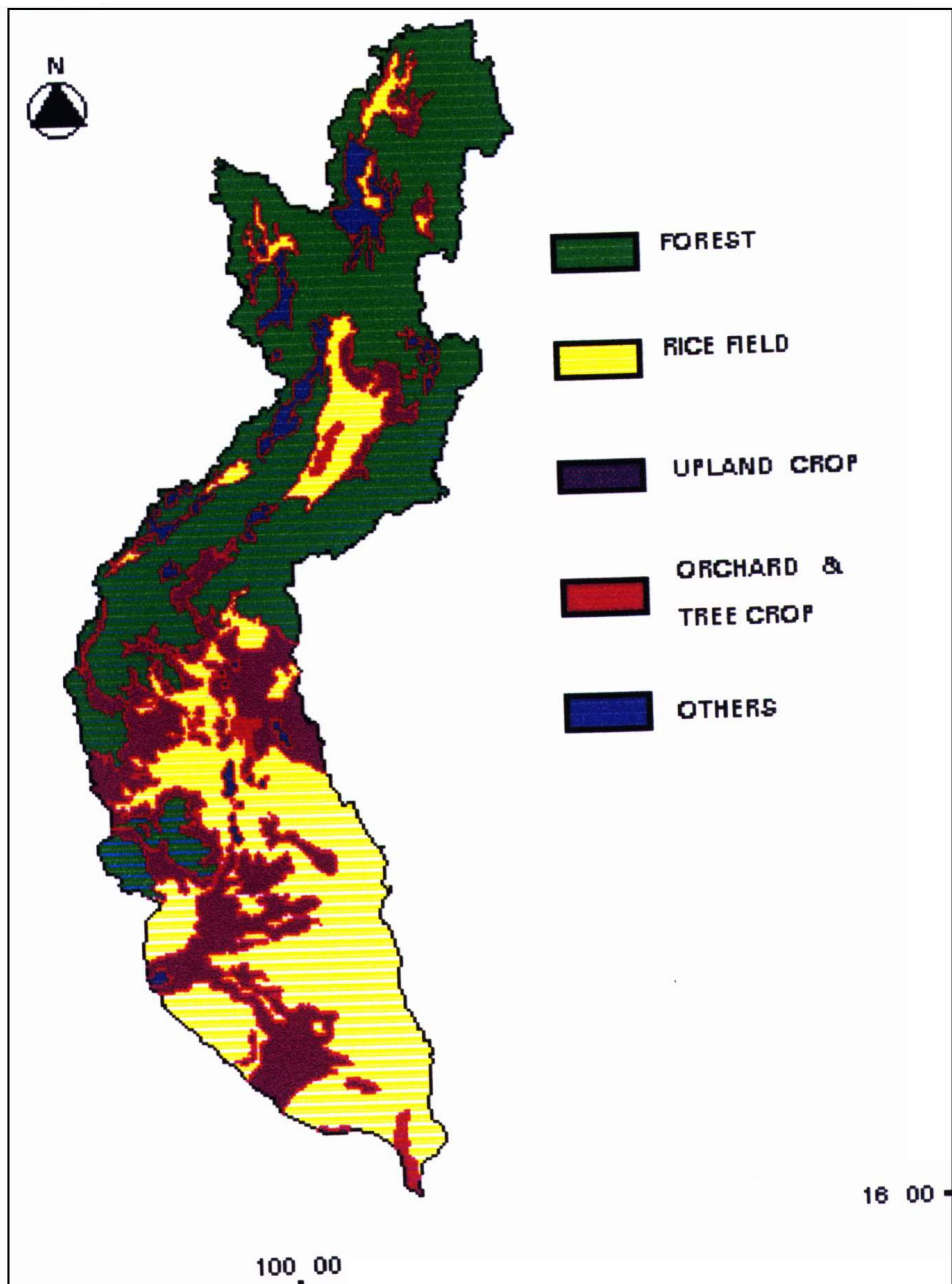 N
FOREST
RICE FIELD
UPLAND CROP
ORCHARD &
TREE CROP
OTHERS
16 00
100 00